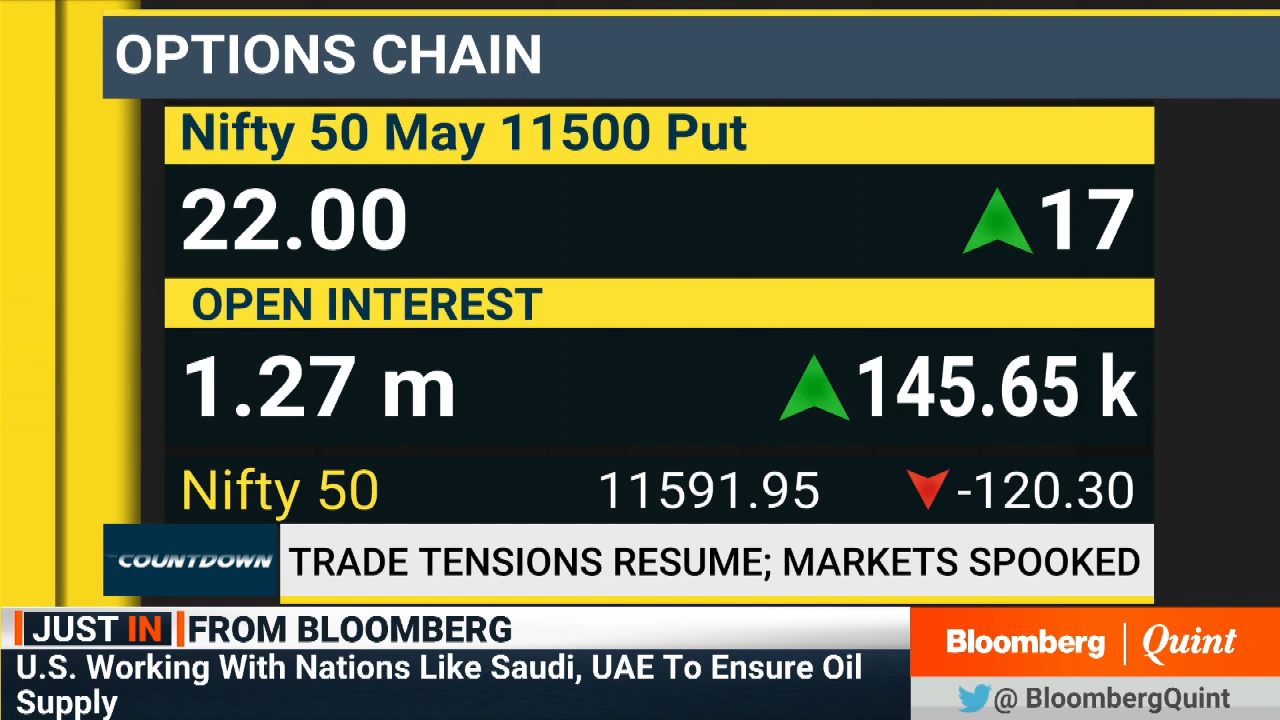 OPTIONS CHAIN
Nifty 50 May 11500 Put
22.00 17
OPEN INTEREST
1.27 m 145.65 k
Nifty 50 11591.95 -120.30
COUNTDOWN TRADE TENSIONS RESUME; MARKETS SPOOKED
JUST IN FROM BLOOMBERG
U.S. Working With Nations Like Saudi, UAE To Ensure Oil
Supply
Bloomberg | Quint
@ BloombergQuint